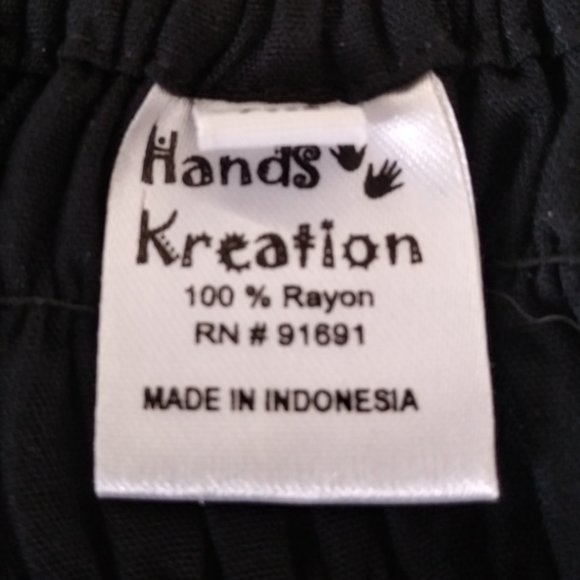 Hands
Kreation
100 % Rayon
RN # 91691
MADE IN INDONESIA